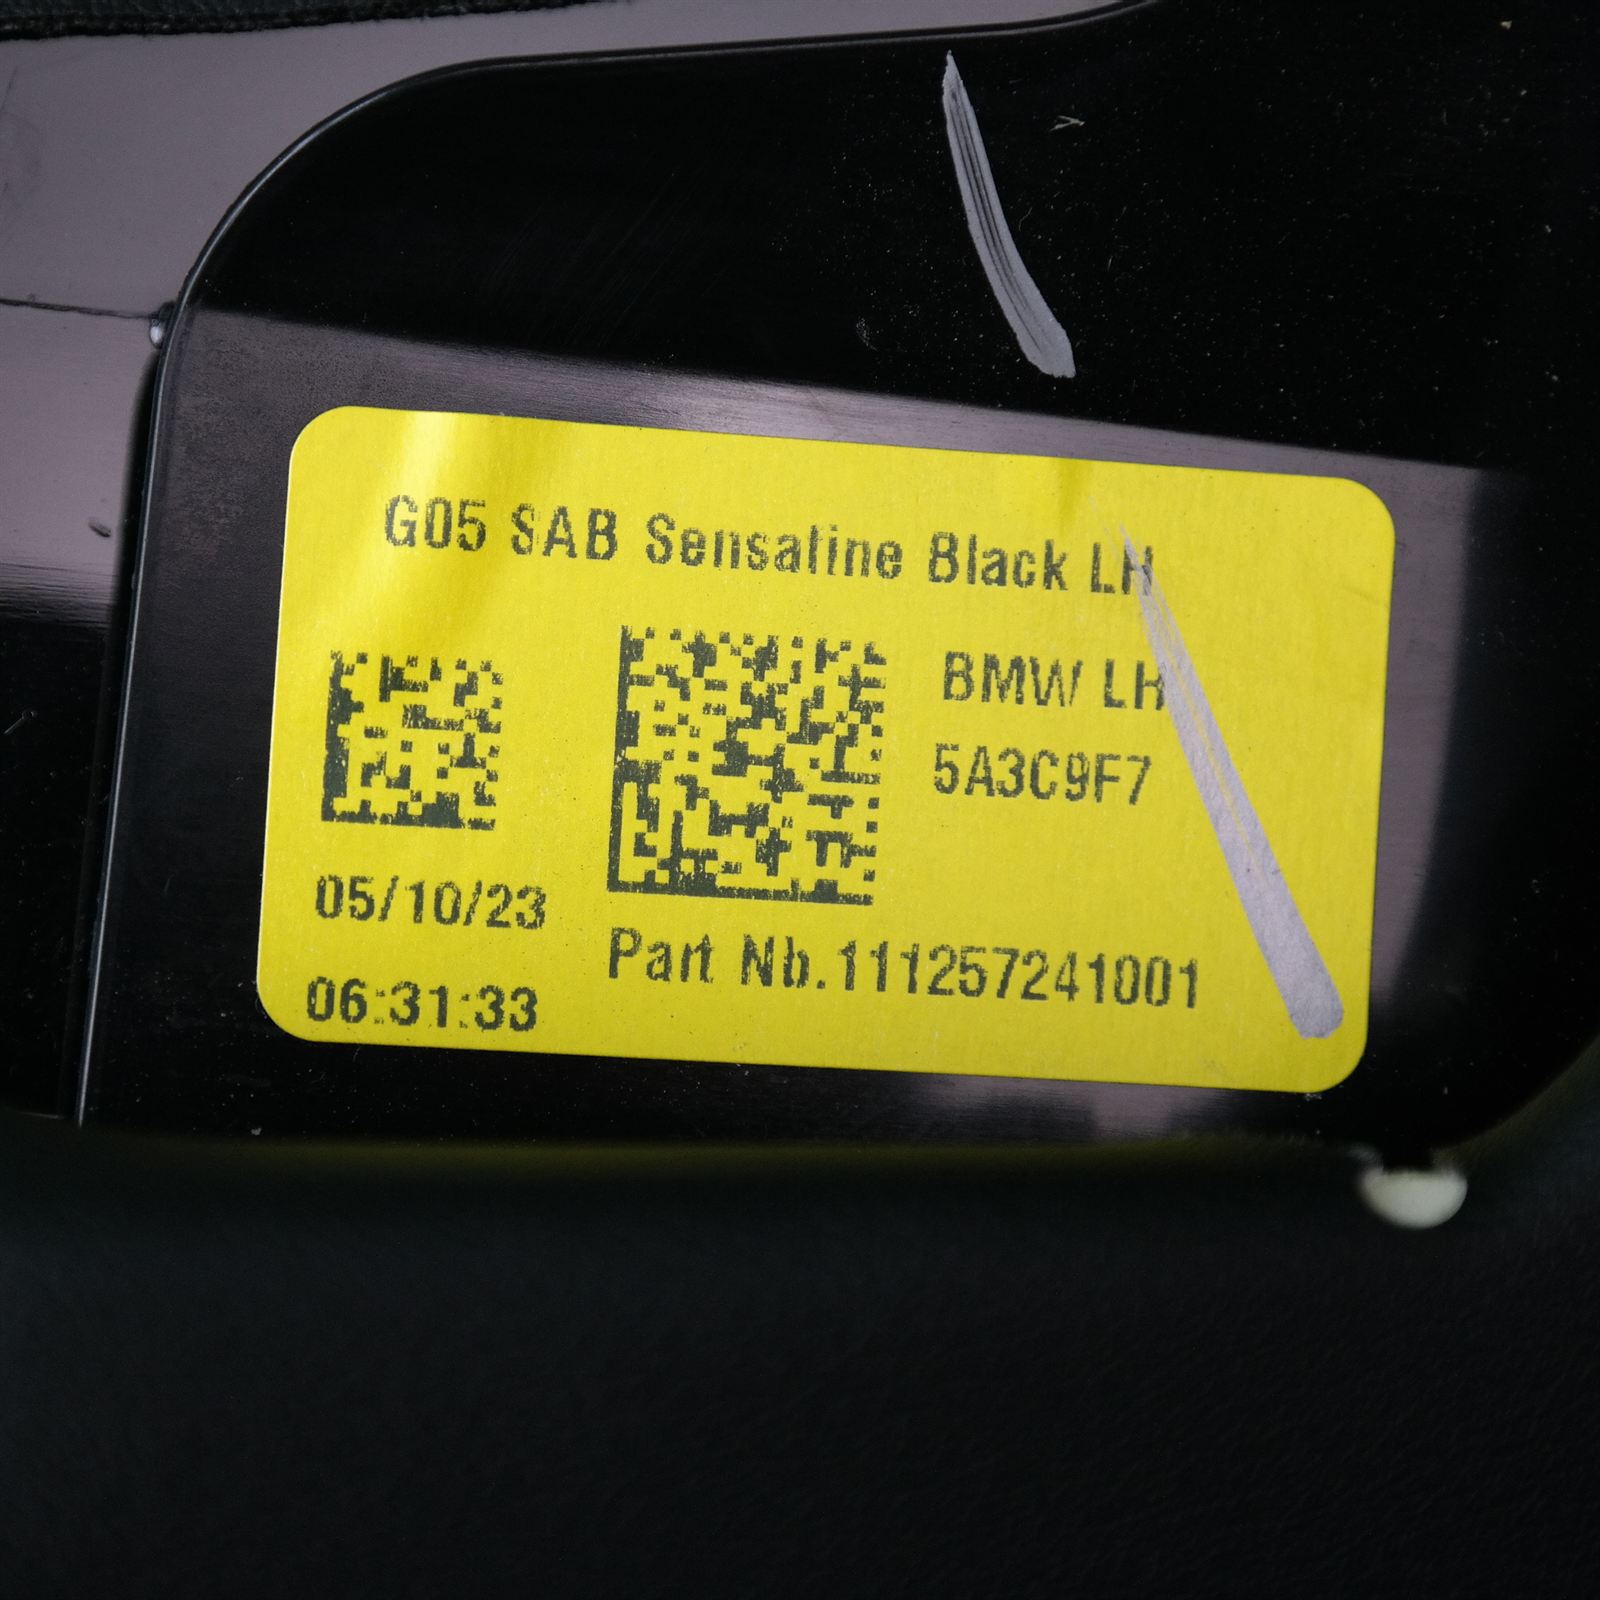 G05 SAB Sensatine Black LH
BMW LH
5A3C9F7
05/10/23
06:31:33
Part Nb.111257241001